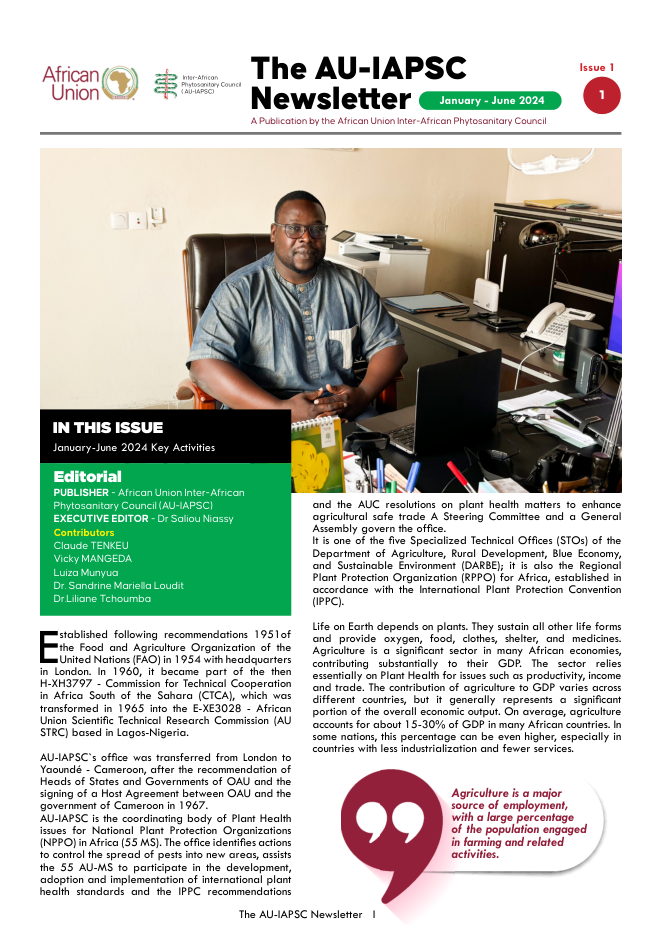 African
Union
Inter-African
Phytosanitary Council
(AU-IAPSC)
The AU-IAPSC
Newsletter
January - June 2024
A Publication by the African Union Inter-African Phytosanitary Council
Issue 1
1
IN THIS ISSUE
January-June 2024 Key Activities
Editorial
PUBLISHER - African Union Inter-African
Phytosanitary Council (AU-IAPSC)
EXECUTIVE EDITOR - Dr Saliou Niassy
Contributors
Claude TENKEU
Vicky MANGEDA
Luiza Munyua
Dr. Sandrine Mariella Loudit
Dr.Liliane Tchoumba
Established following recommendations 1951of
the Food and Agriculture Organization of the
United Nations (FAO) in 1954 with headquarters
in London. In 1960, it became part of the then
H-XH3797 - Commission for Technical Cooperation
in Africa South of the Sahara (CTCA), which was
transformed in 1965 into the E-XE3028 - African
Union Scientific Technical Research Commission (AU
STRC) based in Lagos-Nigeria.
AU-IAPSC`s office was transferred from London to
Yaoundé - Cameroon, after the recommendation of
Heads of States and Governments of OAU and the
signing of a Host Agreement between OAU and the
government of Cameroon in 1967.
AU-IAPSC is the coordinating body of Plant Health
issues for National Plant Protection Organizations
(NPPO) in Africa (55 MS). The office identifies actions
to control the spread of pests into new areas, assists
the 55 AU-MS to participate in the development,
adoption and implementation of international plant
health standards and the IPPC recommendations
and the AUC resolutions on plant health matters to enhance
agricultural safe trade A Steering Committee and a General
Assembly govern the office.
It is one of the five Specialized Technical Offices (STOs) of the
Department of Agriculture, Rural Development, Blue Economy,
and Sustainable Environment (DARBE); it is also the Regional
Plant Protection Organization (RPPO) for Africa, established in
accordance with the International Plant Protection Convention
(IPPC).
Life on Earth depends on plants. They sustain all other life forms
and provide oxygen, food, clothes, shelter, and medicines.
Agriculture is a significant sector in many African economies,
contributing substantially to their GDP. The sector relies
essentially on Plant Health for issues such as productivity, income
and trade. The contribution of agriculture to GDP varies across
different countries, but it generally represents a significant
portion of the overall economic output. On average, agriculture
accounts for about 15-30% of GDP in many African countries. In
some nations, this percentage can be even higher, especially in
countries with less industrialization and fewer services.
Agriculture is a major
source of employment,
with a large percentage
of the population engaged
in farming and related
activities.
The AU-IAPSC Newsletter 1